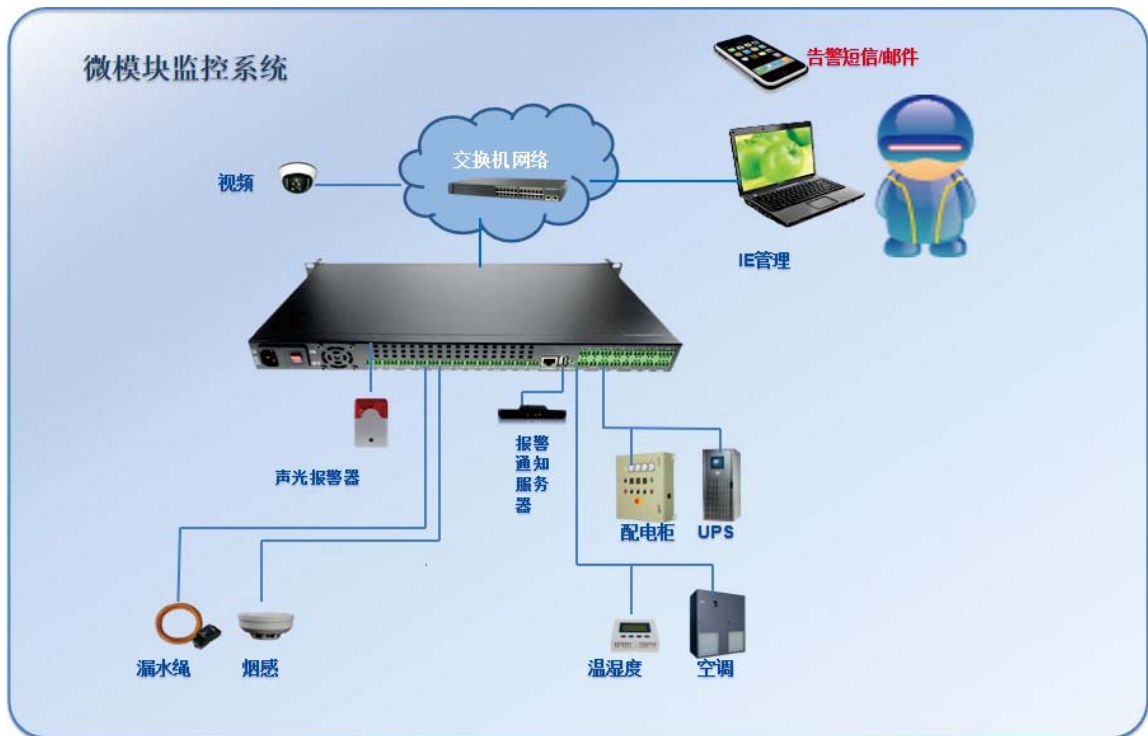 微模块监控系统
告警短信/邮件
交换机网络
视频
IE管理
声光报警器
报警
通知
服务
器
配电柜
UPS
漏水绳
烟感
温湿度
空调